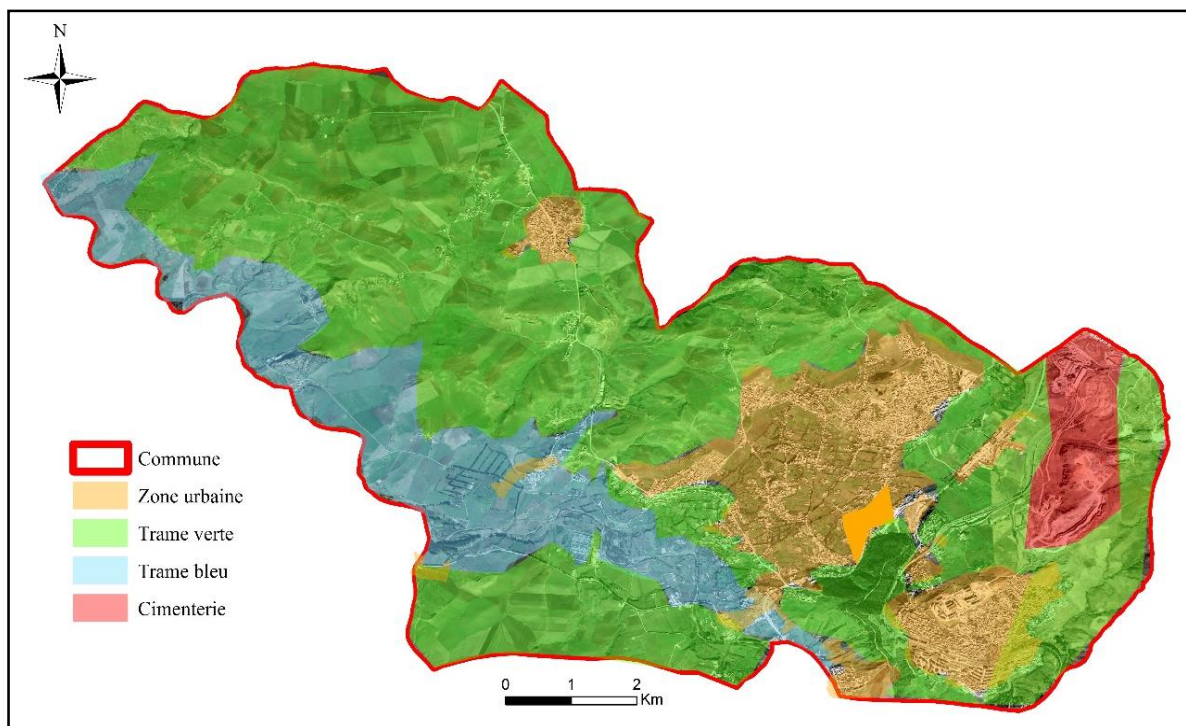 N
Commune
Zone urbaine
Trame verte
Trame bleu
Cimenterie
0 1 2
Km